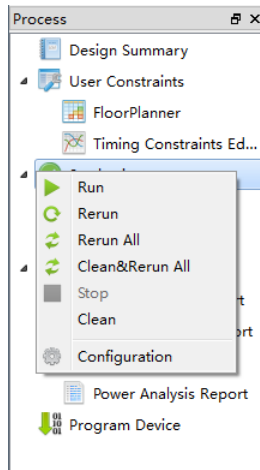 Process
Design Summary
User Constraints
FloorPlanner
Timing Constraints Ed...
Run
Rerun
Rerun All
Clean&Rerun All
Stop
Clean
Configuration
Power Analysis Report
Program Device